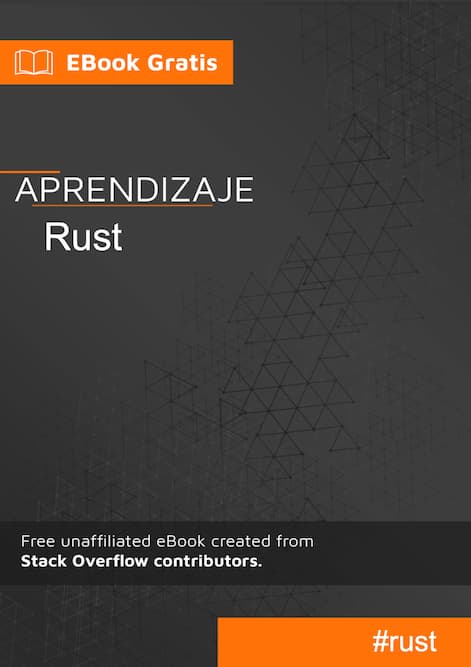 EBook Gratis
APRENDIZAJE
Rust
Free unaffiliated eBook created from
Stack Overflow contributors.
#rust